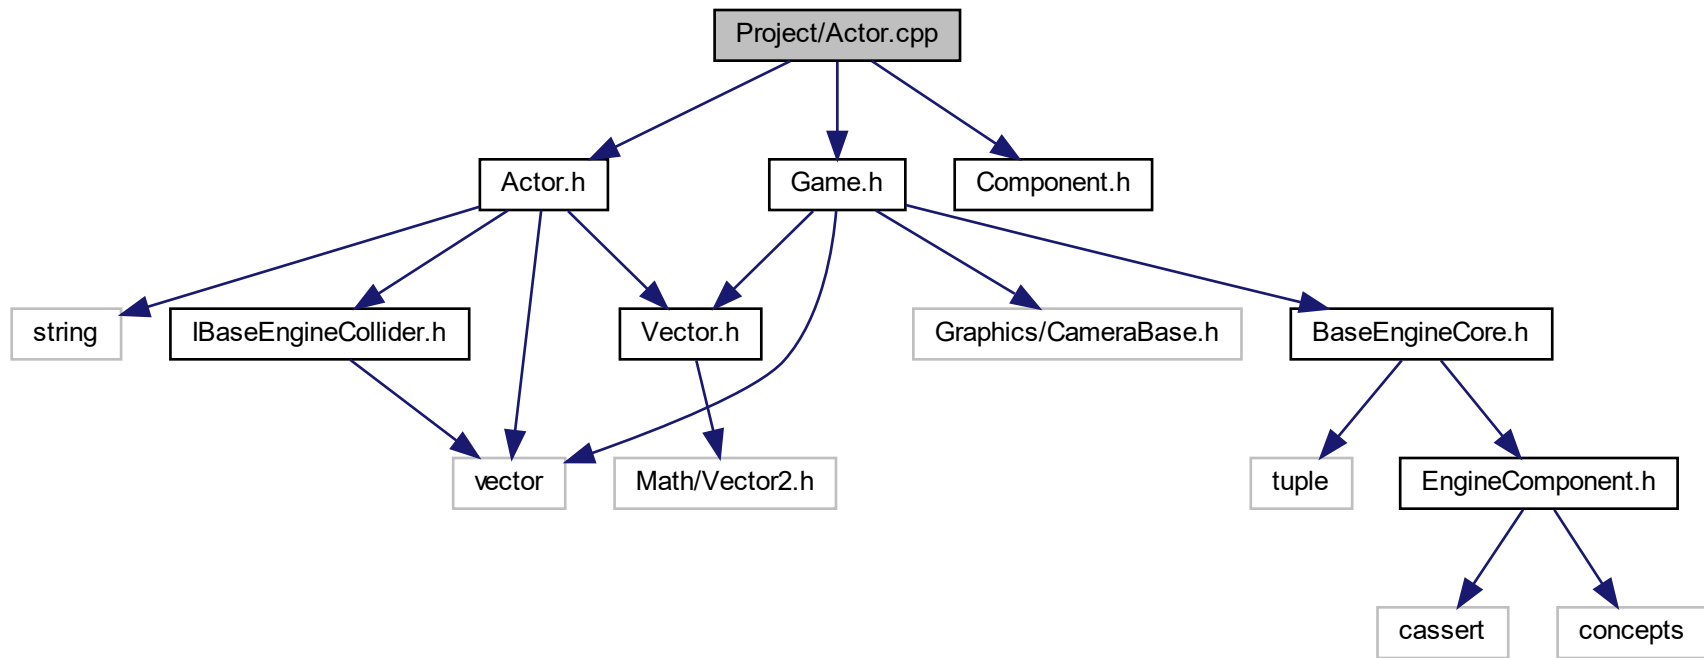 Project/Actor.cpp
Actor.h
Game.h
Component.h
string
IBaseEngineCollider.h
Vector.h
Graphics/CameraBase.h
BaseEngineCore.h
vector
Math/Vector2.h
tuple
EngineComponent.h
cassert
concepts